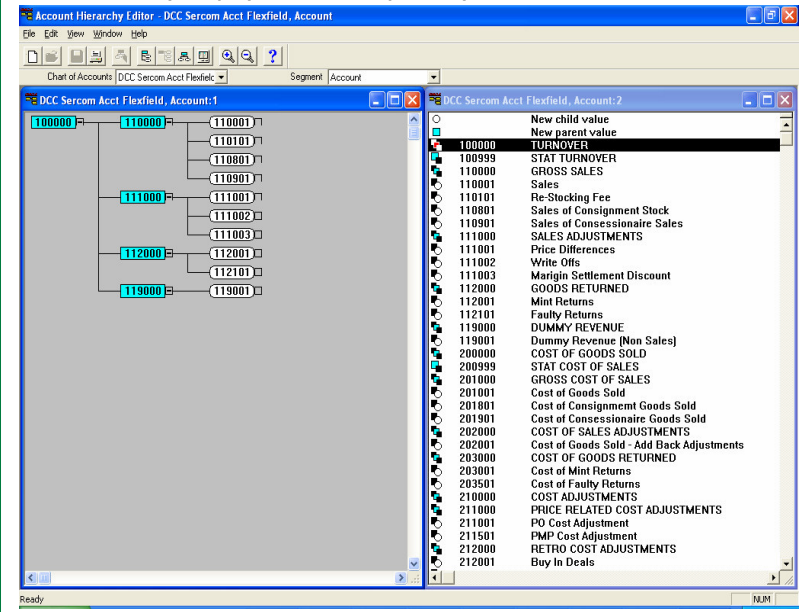 Account Hierarchy Editor - DCC Sercom Acct Flexfield, Account
File Edit View Window Help
Chart of Accounts DCC Sercom Acct Flexfielc Segment Account
DCC Sercom Acct Flexfield, Account:1
100000 110000 110001
110101
110801
110901
111000 111001
111002
111003
112000 112001
112101
119000 119001
DCC Sercom Acct Flexfield, Account:2
New child value
New parent value
100000 TURNOVER
100999 STAT TURNOVER
110000 GROSS SALES
110001 Sales
110101 Re-Stocking Fee
110801 Sales of Consignment Stock
110901 Sales of Consessionaire Sales
111000 SALES ADJUSTMENTS
111001 Price Differences
111002 Write Offs
111003 Marigin Settlement Discount
112000 GOODS RETURNED
112001 Mint Returns
112101 Faulty Returns
119000 DUMMY REVENUE
119001 Dummy Revenue (Non Sales)
200000 COST OF GOODS SOLD
200999 STAT COST OF SALES
201000 GROSS COST OF SALES
201001 Cost of Goods Sold
201801 Cost of Consignmemt Goods Sold
201901 Cost of Consessionaire Goods Sold
202000 COST OF SALES ADJUSTMENTS
202001 Cost of Goods Sold - Add Back Adjustments
203000 COST OF GOODS RETURNED
203001 Cost of Mint Returns
203501 Cost of Faulty Returns
210000 COST ADJUSTMENTS
211000 PRICE RELATED COST ADJUSTMENTS
211001 PO Cost Adjustment
211501 PMP Cost Adjustment
212000 RETRO COST ADJUSTMENTS
212001 Buy In Deals
Ready NUM